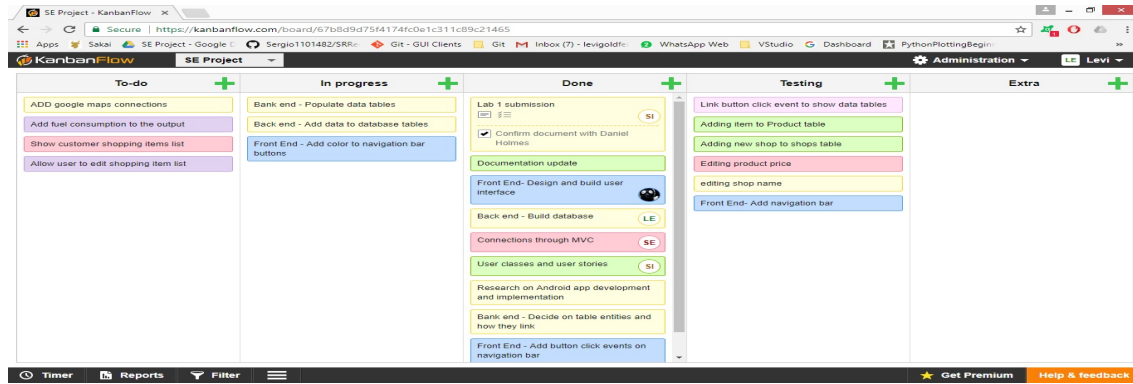 SE Project - KanbanFlow
Secure https://kanbanflow.com/board/67b8d9d75f4174fc0e1c311c89c21465
Apps Sakai SE Project - Google Sergio1101482/SRRe Git - GUI Clients Git Inbox (7) - levigoldfe WhatsApp Web VStudio Dashboard PythonPlottingBegin
KanbanFlow SE Project Administration LE Levi
To-do In progress Done Testing Extra
ADD google maps connections
Add fuel consumption to the output
Show customer shopping items list
Allow user to edit shopping item list
Bank end - Populate data tables
Back end - Add data to database tables
Front End - Add color to navigation bar
buttons
Lab 1 submission
SI
Confirm document with Daniel
Holmes
Documentation update
Front End- Design and build user
interface
Back end - Build database
LE
Connections through MVC
SE
User classes and user stories
SI
Research on Android app development
and implementation
Bank end - Decide on table entities and
how they link
Front End - Add button click events on
navigation bar
Link button click event to show data tables
Adding item to Product table
Adding new shop to shops table
Editing product price
editing shop name
Front End- Add navigation bar
Timer Reports Filter Get Premium Help & feedback